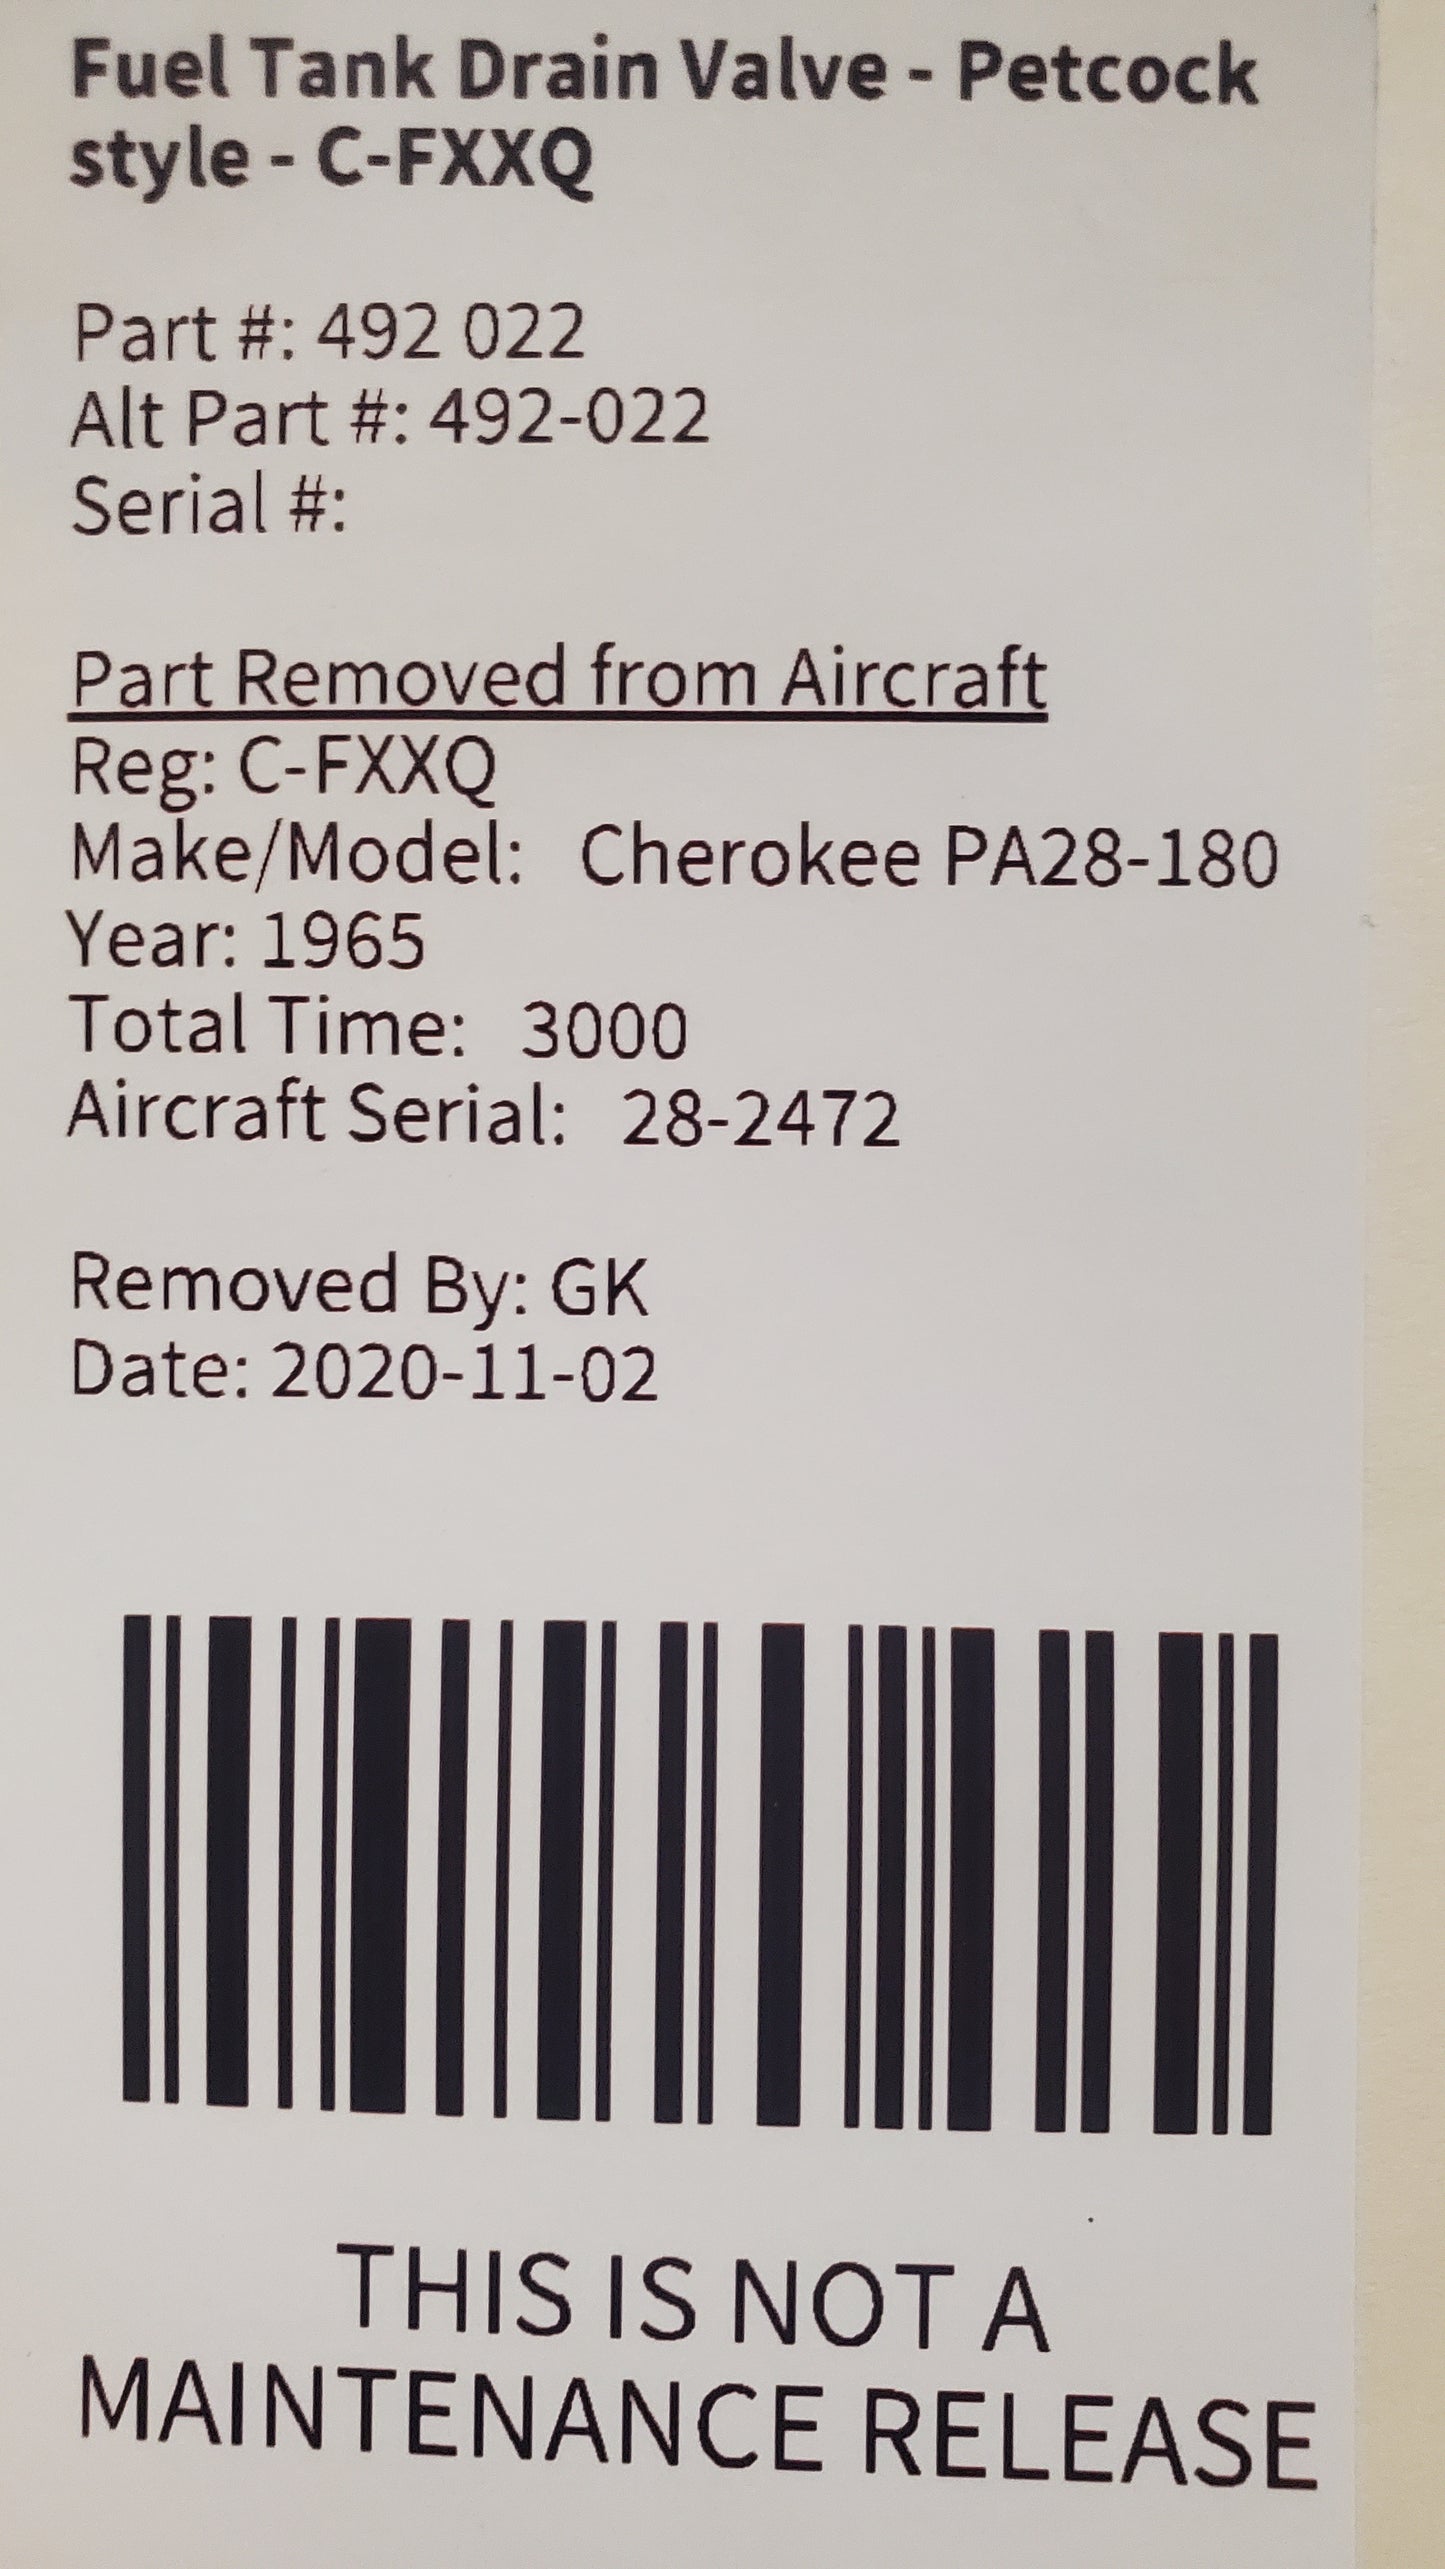 Fuel Tank Drain Valve - Petcock
style - C-FXXQ
Part #: 492 022
Alt Part #: 492-022
Serial #:
Part Removed from Aircraft
Reg: C-FXXQ
Make/Model: Cherokee PA28-180
Year: 1965
Total Time: 3000
Aircraft Serial: 28-2472
Removed By: GK
Date: 2020-11-02
THIS IS NOT A
MAINTENANCE RELEASE